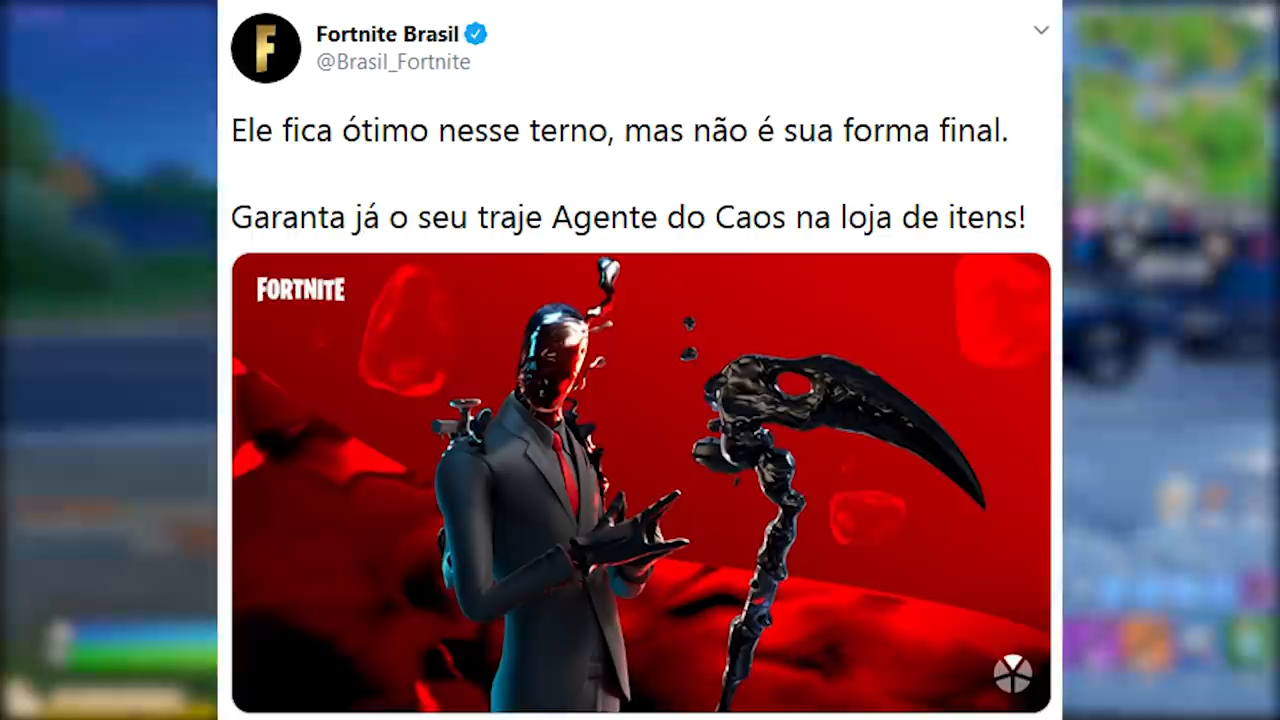 Fortnite Brasil
@Brasil_Fortnite
Ele fica ótimo nesse terno, mas não é sua forma final.
Garanta já o seu traje Agente do Caos na loja de itens!
FORTNITE